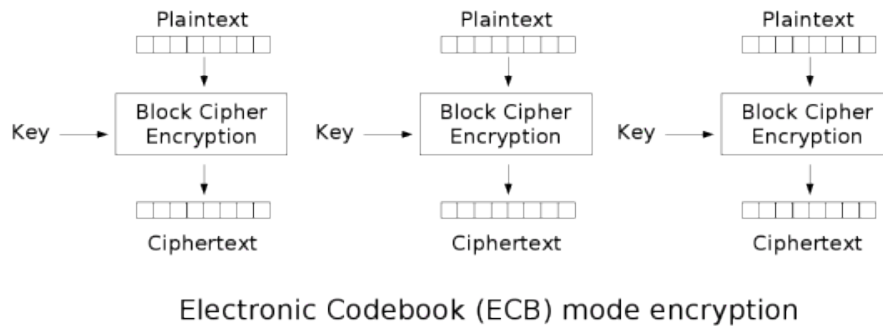 Plaintext Plaintext Plaintext
Block Cipher Encryption Block Cipher Encryption Block Cipher Encryption
Key Key Key
Ciphertext Ciphertext Ciphertext
Electronic Codebook (ECB) mode encryption